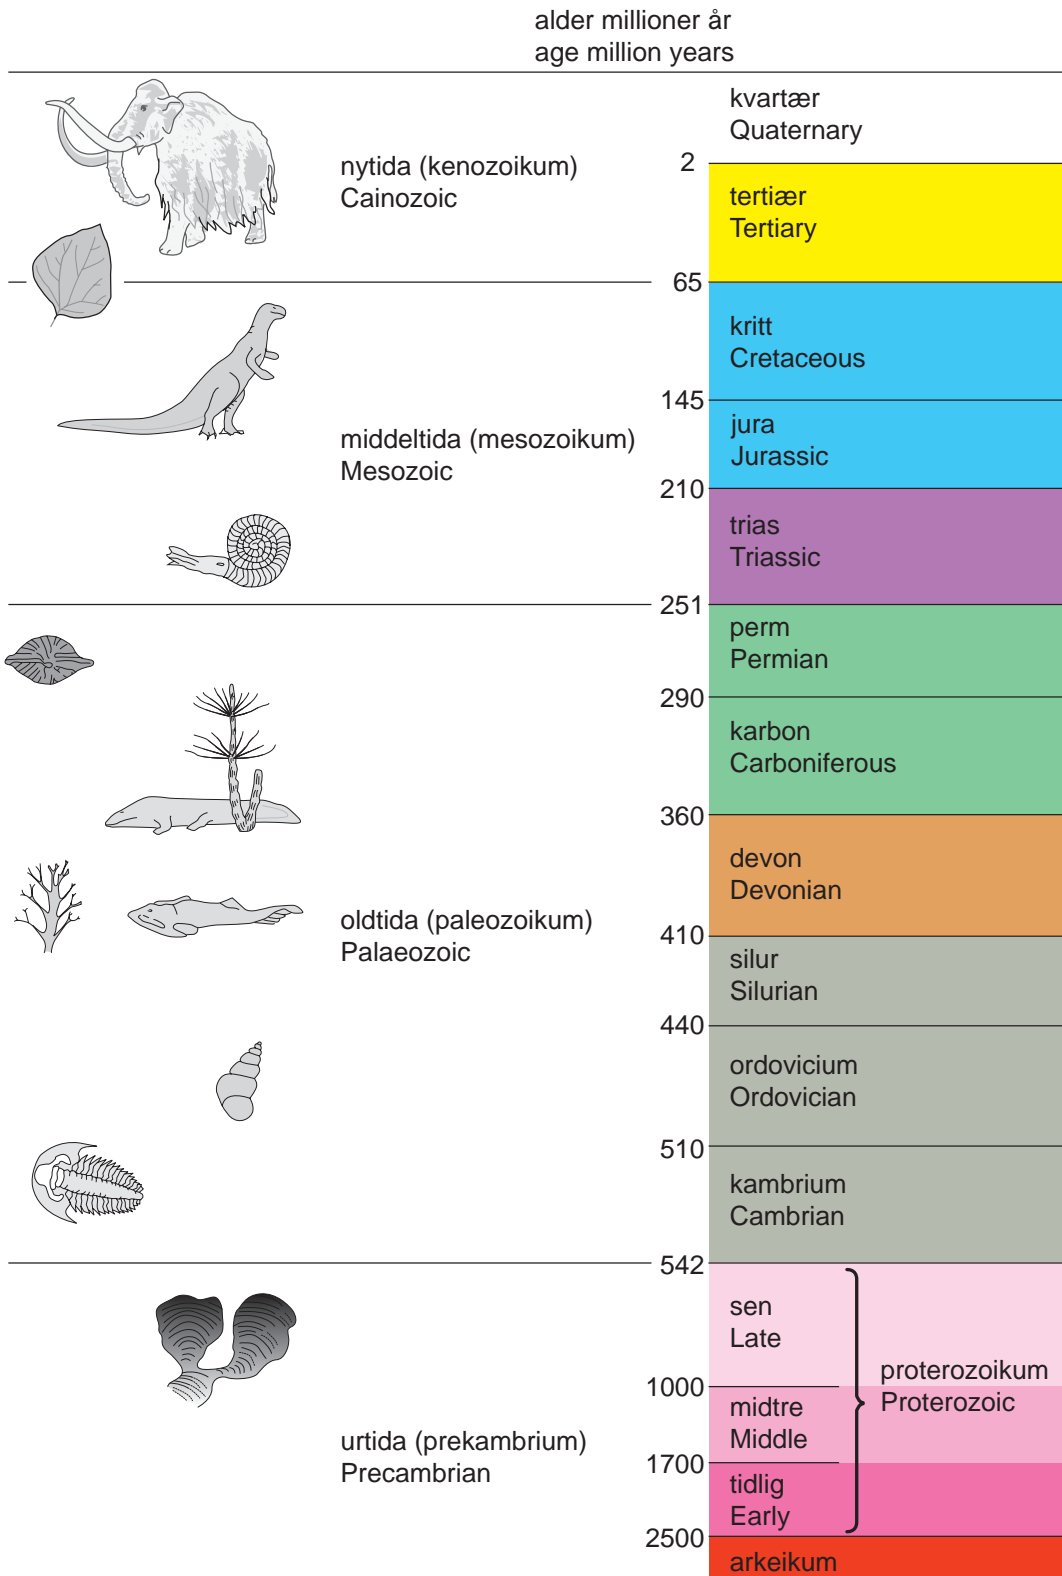 alder millioner år
age million years
kvartær
Quaternary
nytida (kenozoikum)
Cainozoic
2
tertiær
Tertiary
65
kritt
Cretaceous
145
jura
Jurassic
middeltida (mesozoikum)
Mesozoic
210
trias
Triassic
251
perm
Permian
290
karbon
Carboniferous
360
devon
Devonian
oldtida (paleozoikum)
Palaeozoic
410
silur
Silurian
440
ordovicium
Ordovician
510
kambrium
Cambrian
542
sen
Late
proterozoikum
Proterozoic
1000
midtre
Middle
urtida (prekambrium)
Precambrian
1700
tidlig
Early
2500
arkeikum